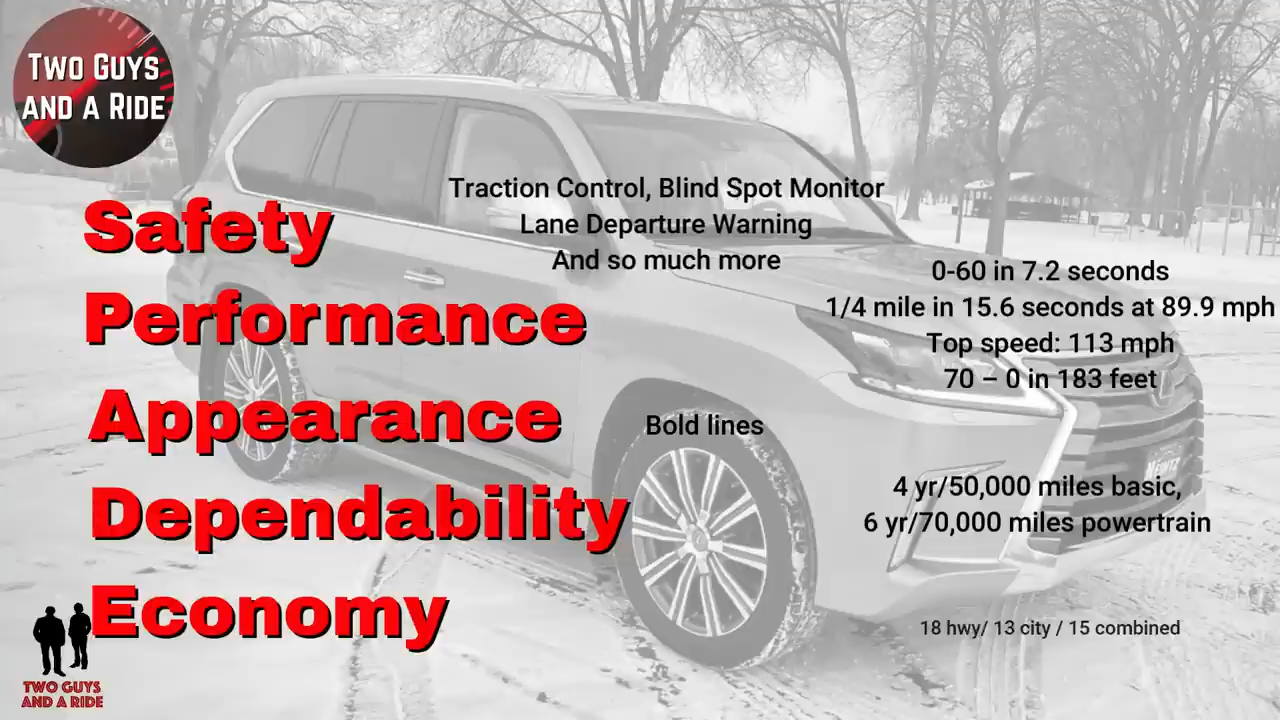 TWO GUYS
AND A RIDE
Safety
Traction Control, Blind Spot Monitor
Lane Departure Warning
And so much more
Performance
0-60 in 7.2 seconds
1/4 mile in 15.6 seconds at 89.9 mph
Top speed: 113 mph
70 – 0 in 183 feet
Appearance
Bold lines
Dependability
4 yr/50,000 miles basic,
6 yr/70,000 miles powertrain
Economy
18 hwy/ 13 city / 15 combined
TWO GUYS
AND A RIDE